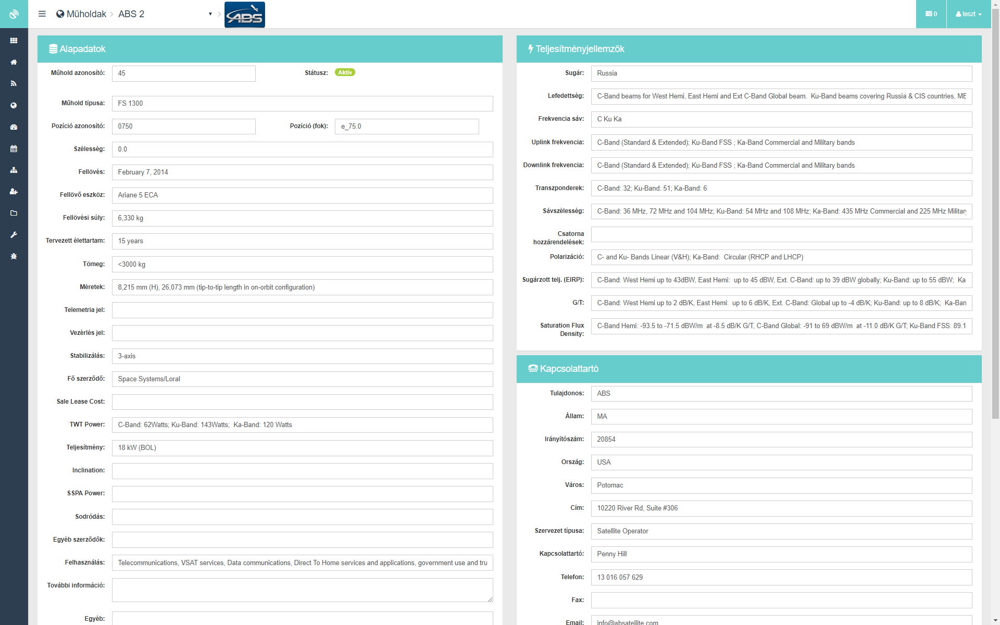 Műholdak
ABS 2
ABS
0
teszt
Alapadatok
Műhold azonosító: 45
Státusz: Aktív
Műhold típusa: FS 1300
Pozíció azonosító: 0750
Pozíció (fok): e_75.0
Szélesség: 0.0
Fellövés: February 7, 2014
Fellövő eszköz: Ariane 5 ECA
Fellövési súly: 6,330 kg
Tervezett élettartam: 15 years
Tömeg: <3000 kg
Méretek: 8,215 mm (H), 26,073 mm (tip-to-tip length in on-orbit configuration)
Telemetria jel:
Vezérlés jel:
Stabilizálás: 3-axis
Fő szerződő: Space Systems/Loral
Sale Lease Cost:
TWT Power: C-Band: 62Watts; Ku-Band: 143Watts;  Ka-Band: 120 Watts
Teljesítmény: 18 kW (BOL)
Inclination:
SSPA Power:
Sodródás:
Egyéb szerződők:
Felhasználás: Telecommunications, VSAT services, Data communications, Direct To Home services and applications, government use and tru
További információ:
Egyéb:
Teljesítményjellemzők
Sugár: Russia
Lefedettség: C-Band beams for West Hemi, East Hemi and Ext C-Band Global beam.  Ku-Band beams covering Russia & CIS countries, ME
Frekvencia sáv: C Ku Ka
Uplink frekvencia: C-Band (Standard & Extended); Ku-Band FSS ; Ka-Band Commercial and Military bands
Downlink frekvencia: C-Band (Standard & Extended); Ku-Band FSS ; Ka-Band Commercial and Military bands
Transzponderek: C-Band: 32; Ku-Band: 51; Ka-Band: 6
Sávszélesség: C-Band: 36 MHz, 72 MHz and 104 MHz; Ku-Band: 54 MHz and 108 MHz; Ka-Band: 435 MHz Commercial and 225 MHz Military
Csatorna
hozzárendelések:
Polarizáció: C- and Ku- Bands Linear (V&H); Ka-Band:  Circular (RHCP and LHCP)
Sugárzott telj. (EIRP): C-Band: West Hemi up to 43dBW, East Hemi:  up to 45 dBW, Ext. C-Band: up to 39 dBW globally; Ku-Band: up to 55 dBW;  Ka-
G/T: C-Band: West Hemi up to 2 dB/K, East Hemi:  up to 6 dB/K, Ext. C-Band: Global up to -4 dB/K; Ku-Band: up to 8 dB/K;  Ka-Ban
Saturation Flux
Density: C-Band Hemi: -93.5 to -71.5 dBW/m  at -8.5 dB/K G/T, C-Band Global: -91 to 69 dBW/m  at -11.0 dB/K G/T; Ku-Band FSS: 89.1
Kapcsolattartó
Tulajdonos: ABS
Állam: MA
Irányítószám: 20854
Ország: USA
Város: Potomac
Cím: 10220 River Rd, Suite #306
Szervezet típusa: Satellite Operator
Kapcsolattartó: Penny Hill
Telefon: 13 016 057 629
Fax:
Email: info@absatellite.com